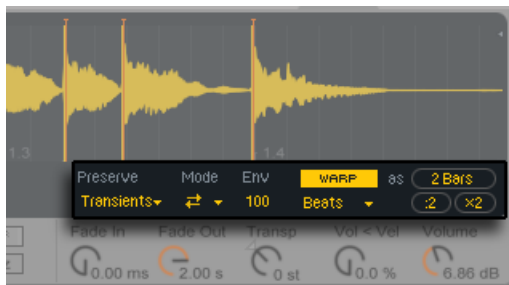 1.3
1.4
Preserve Mode Env WARP as 2 Bars
Transients 100 Beats :2 ×2
Fade In Fade Out Transp Vol < Vel Volume
0.00 ms 2.00 s 0 st 0.0 % 6.86 dB